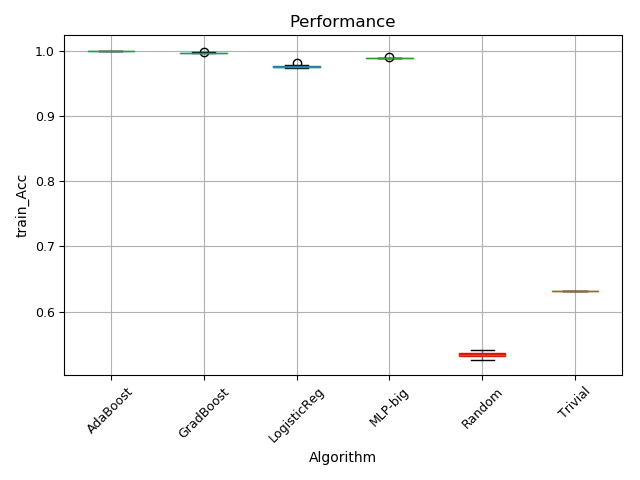 Performance
train_Acc
1.0
0.9
0.8
0.7
0.6
AdaBoost
GradBoost
LogisticReg
MLP-big
Random
Trivial
Algorithm